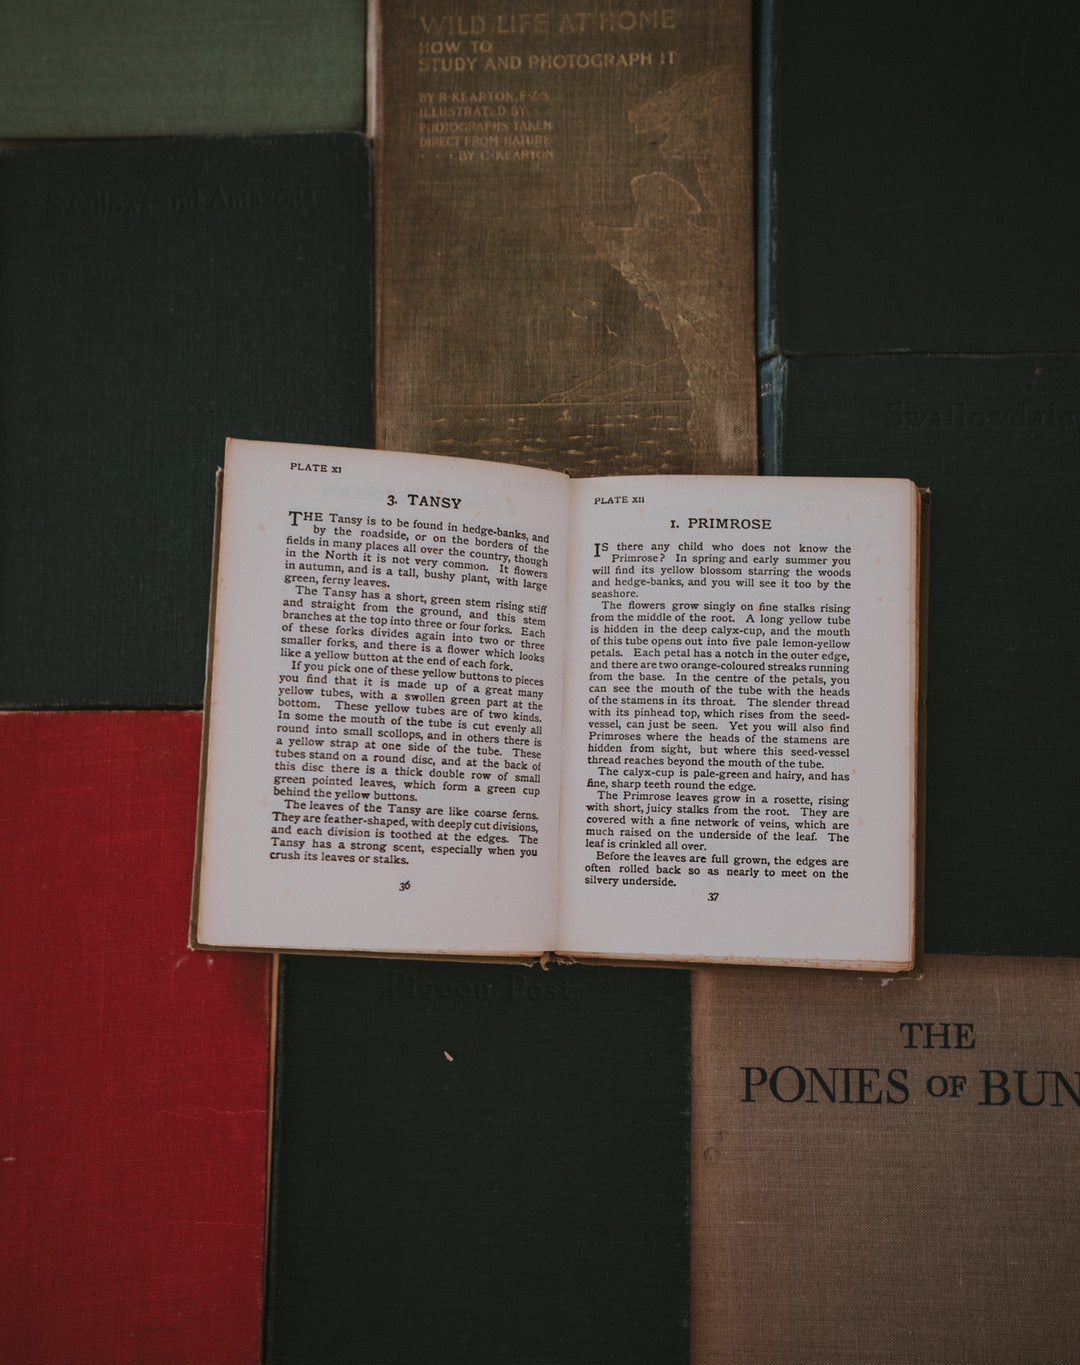 WILD LIFE AT HOME
HOW TO
STUDY AND PHOTOGRAPH IT
BY R·KEARTON, F·Z·S
ILLUSTRATED BY
PHOTOGRAPHS TAKEN
DIRECT FROM NATURE
· · · BY C·KEARTON
Swallows and Amazons
PLATE XI
3. TANSY
THE Tansy is to be found in hedge-banks, and
by the roadside, or on the borders of the
fields in many places all over the country, though
in the North it is not very common. It flowers
in autumn, and is a tall, bushy plant, with large
green, ferny leaves.
The Tansy has a short, green stem rising stiff
and straight from the ground, and this stem
branches at the top into three or four forks. Each
of these forks divides again into two or three
smaller forks, and there is a flower which looks
like a yellow button at the end of each fork.
If you pick one of these yellow buttons to pieces
you find that it is made up of a great many
yellow tubes, with a swollen green part at the
bottom. These yellow tubes are of two kinds.
In some the mouth of the tube is cut evenly all
round into small scollops, and in others there is
a yellow strap at one side of the tube. These
tubes stand on a round disc, and at the back of
this disc there is a thick double row of small
green pointed leaves, which form a green cup
behind the yellow buttons.
The leaves of the Tansy are like coarse ferns.
They are feather-shaped, with deeply cut divisions,
and each division is toothed at the edges. The
Tansy has a strong scent, especially when you
crush its leaves or stalks.
36
PLATE XII
1. PRIMROSE
IS there any child who does not know the
Primrose? In spring and early summer you
will find its yellow blossom starring the woods
and hedge-banks, and you will see it too by the
seashore.
The flowers grow singly on fine stalks rising
from the middle of the root. A long yellow tube
is hidden in the deep calyx-cup, and the mouth
of this tube opens out into five pale lemon-yellow
petals. Each petal has a notch in the outer edge,
and there are two orange-coloured streaks running
from the base. In the centre of the petals, you
can see the mouth of the tube with the heads
of the stamens in its throat. The slender thread
with its pinhead top, which rises from the seed-
vessel, can just be seen. Yet you will also find
Primroses where the heads of the stamens are
hidden from sight, but where this seed-vessel
thread reaches beyond the mouth of the tube.
The calyx-cup is pale-green and hairy, and has
fine, sharp teeth round the edge.
The Primrose leaves grow in a rosette, rising
with short, juicy stalks from the root. They are
covered with a fine network of veins, which are
much raised on the underside of the leaf. The
leaf is crinkled all over.
Before the leaves are full grown, the edges are
often rolled back so as nearly to meet on the
silvery underside.
37
Pigeon Post
THE
PONIES OF BUN